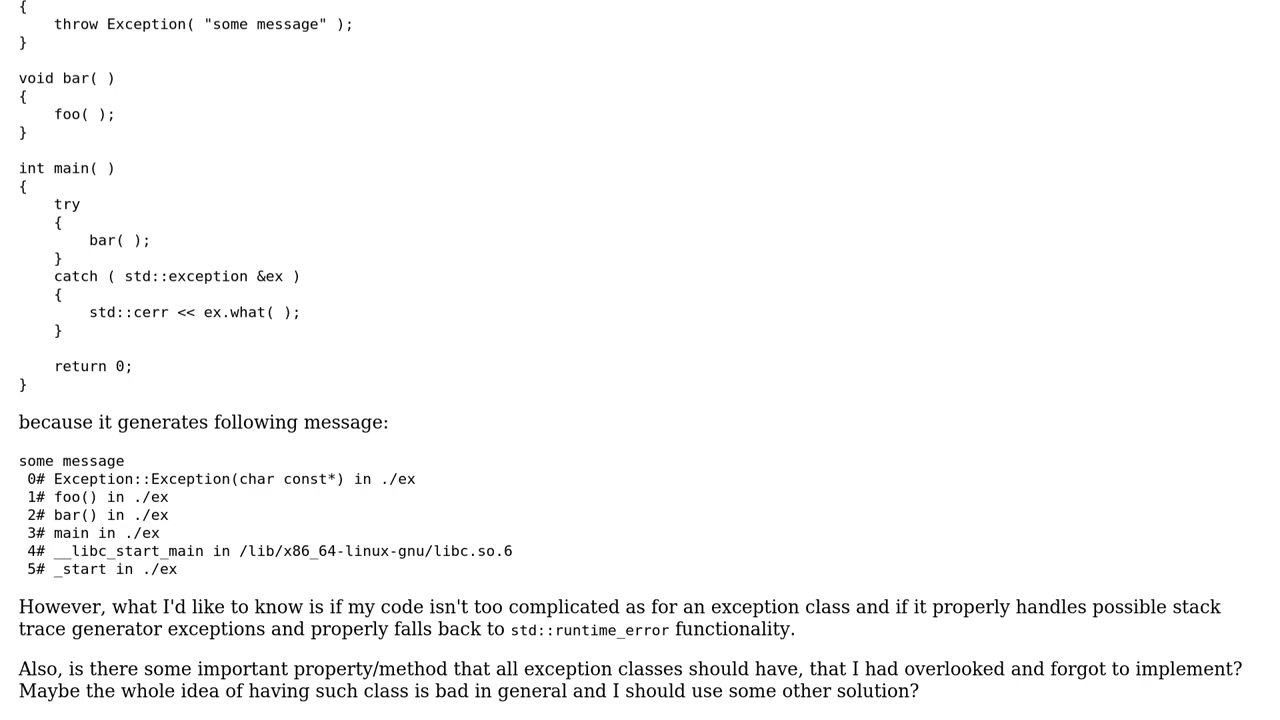 {
    throw Exception( "some message" );
}

void bar( )
{
    foo( );
}

int main( )
{
    try
    {
        bar( );
    }
    catch ( std::exception &ex )
    {
        std::cerr << ex.what( );
    }

    return 0;
}
because it generates following message:
some message
 0# Exception::Exception(char const*) in ./ex
 1# foo() in ./ex
 2# bar() in ./ex
 3# main in ./ex
 4# __libc_start_main in /lib/x86_64-linux-gnu/libc.so.6
 5# _start in ./ex
However, what I'd like to know is if my code isn't too complicated as for an exception class and if it properly handles possible stack
trace generator exceptions and properly falls back to std::runtime_error functionality.
Also, is there some important property/method that all exception classes should have, that I had overlooked and forgot to implement?
Maybe the whole idea of having such class is bad in general and I should use some other solution?